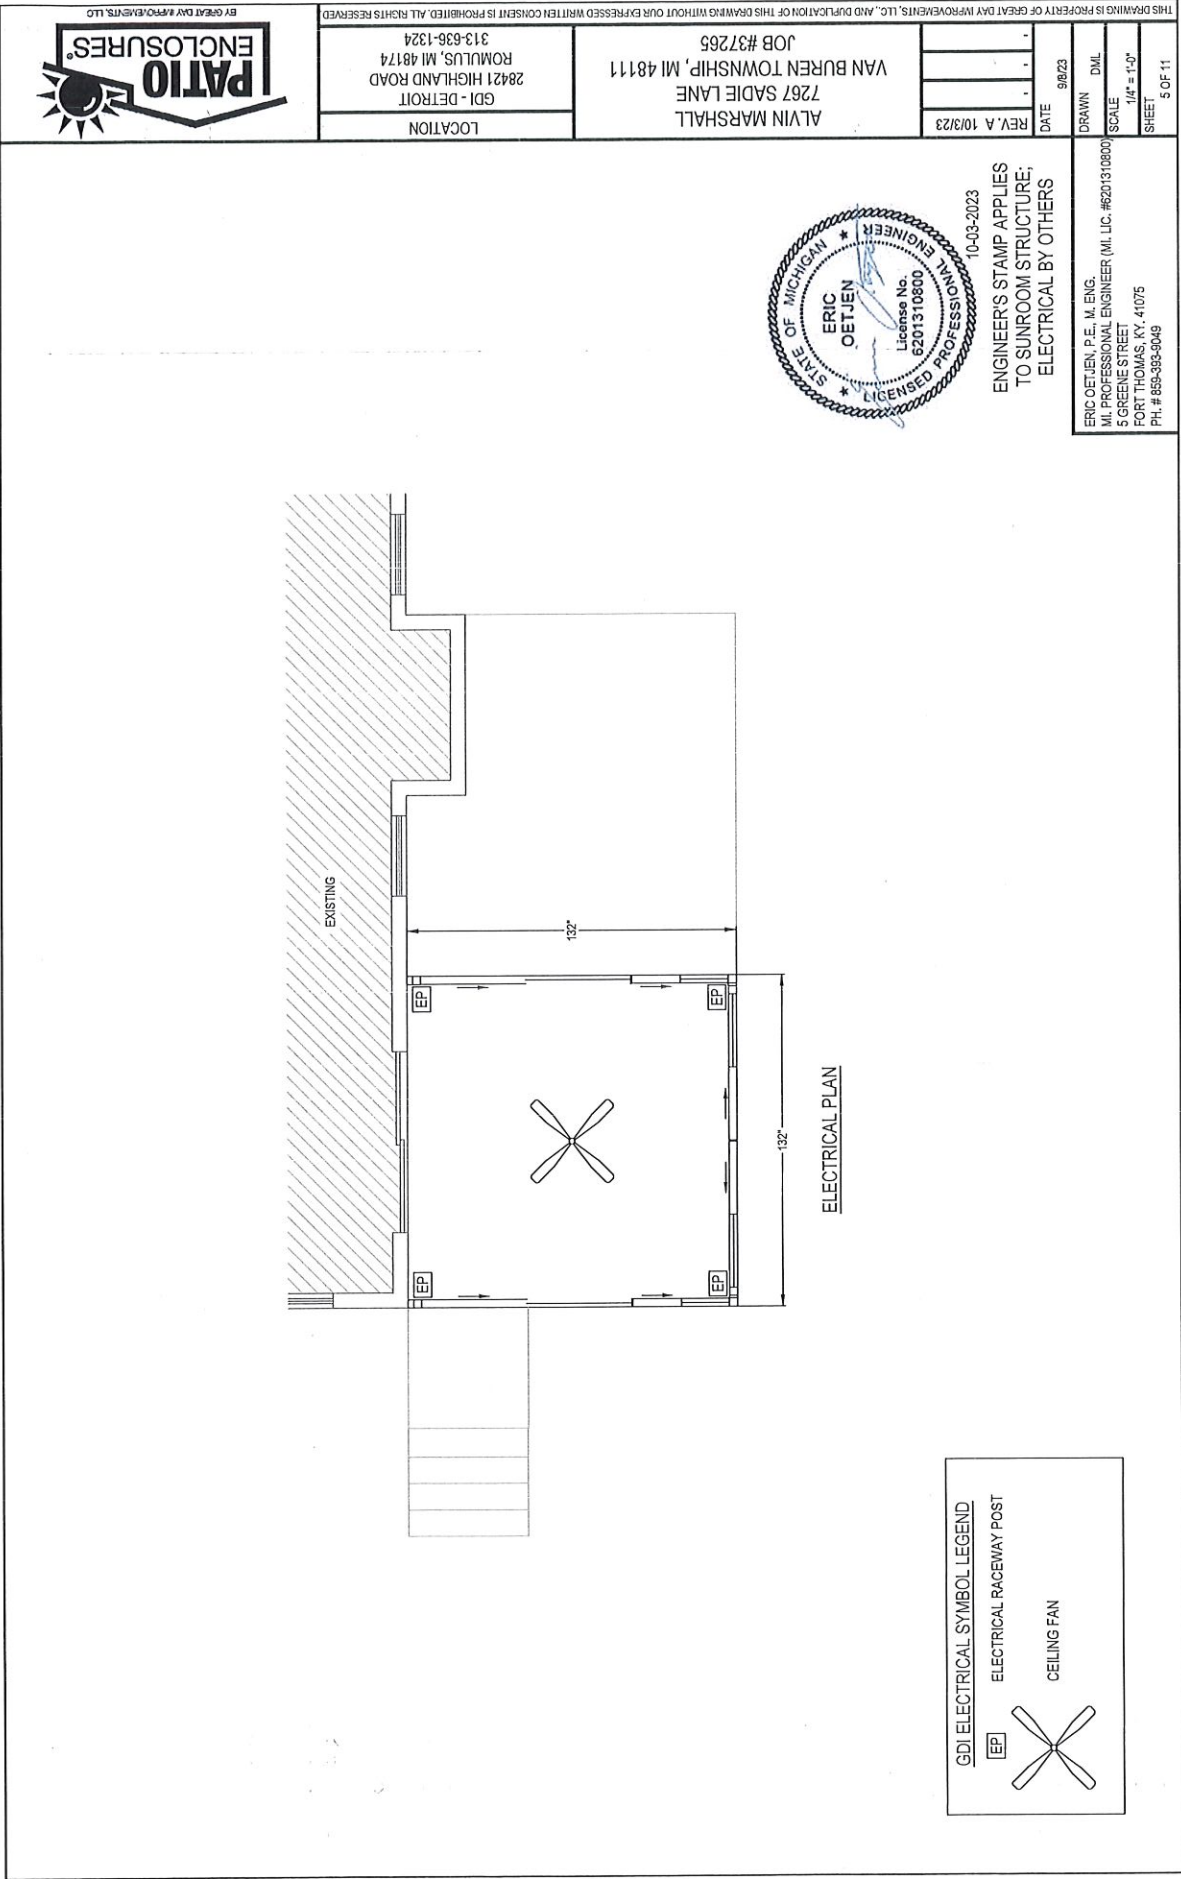 EXISTING
132"
EP
EP
EP
EP
132"
ELECTRICAL PLAN
GDI ELECTRICAL SYMBOL LEGEND
EP ELECTRICAL RACEWAY POST
CEILING FAN
STATE OF MICHIGAN
ERIC
OETJEN
License No.
6201310800
LICENSED PROFESSIONAL ENGINEER
10-03-2023
ENGINEER'S STAMP APPLIES
TO SUNROOM STRUCTURE;
ELECTRICAL BY OTHERS
ERIC OETJEN, P.E., M. ENG.
MI. PROFESSIONAL ENGINEER (MI. LIC. #6201310800)
5 GREENE STREET
FORT THOMAS, KY. 41075
PH. # 859-393-9049
PATIO
ENCLOSURES®
BY GREAT DAY IMPROVEMENTS, LLC
LOCATION
GDI - DETROIT
28421 HIGHLAND ROAD
ROMULUS, MI 48174
313-636-1324
ALVIN MARSHALL
7267 SADIE LANE
VAN BUREN TOWNSHIP, MI 48111
JOB #37265
REV. A 10/3/23
-
-
-
DATE
9/8/23
DRAWN
DML
SCALE
1/4" = 1'-0"
SHEET
5 OF 11
THIS DRAWING IS PROPERTY OF GREAT DAY IMPROVEMENTS, LLC., AND DUPLICATION OF THIS DRAWING WITHOUT OUR EXPRESSED WRITTEN CONSENT IS PROHIBITED. ALL RIGHTS RESERVED